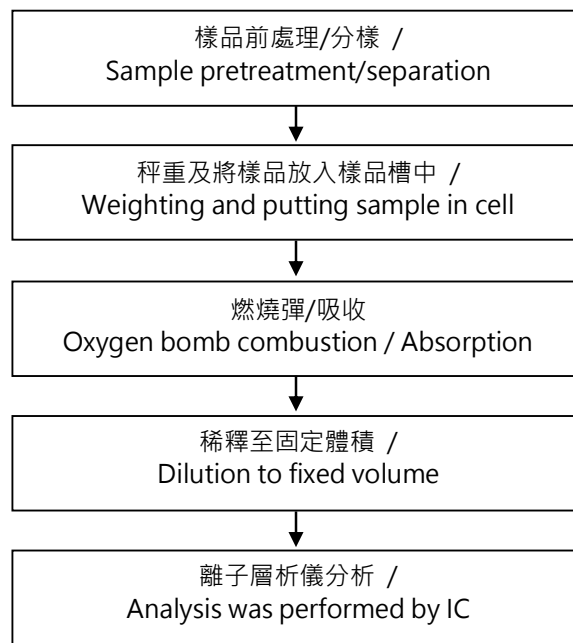 樣品前處理/分樣 /
Sample pretreatment/separation
秤重及將樣品放入樣品槽中 /
Weighting and putting sample in cell
燃燒彈/吸收
Oxygen bomb combustion / Absorption
稀釋至固定體積 /
Dilution to fixed volume
離子層析儀分析 /
Analysis was performed by IC